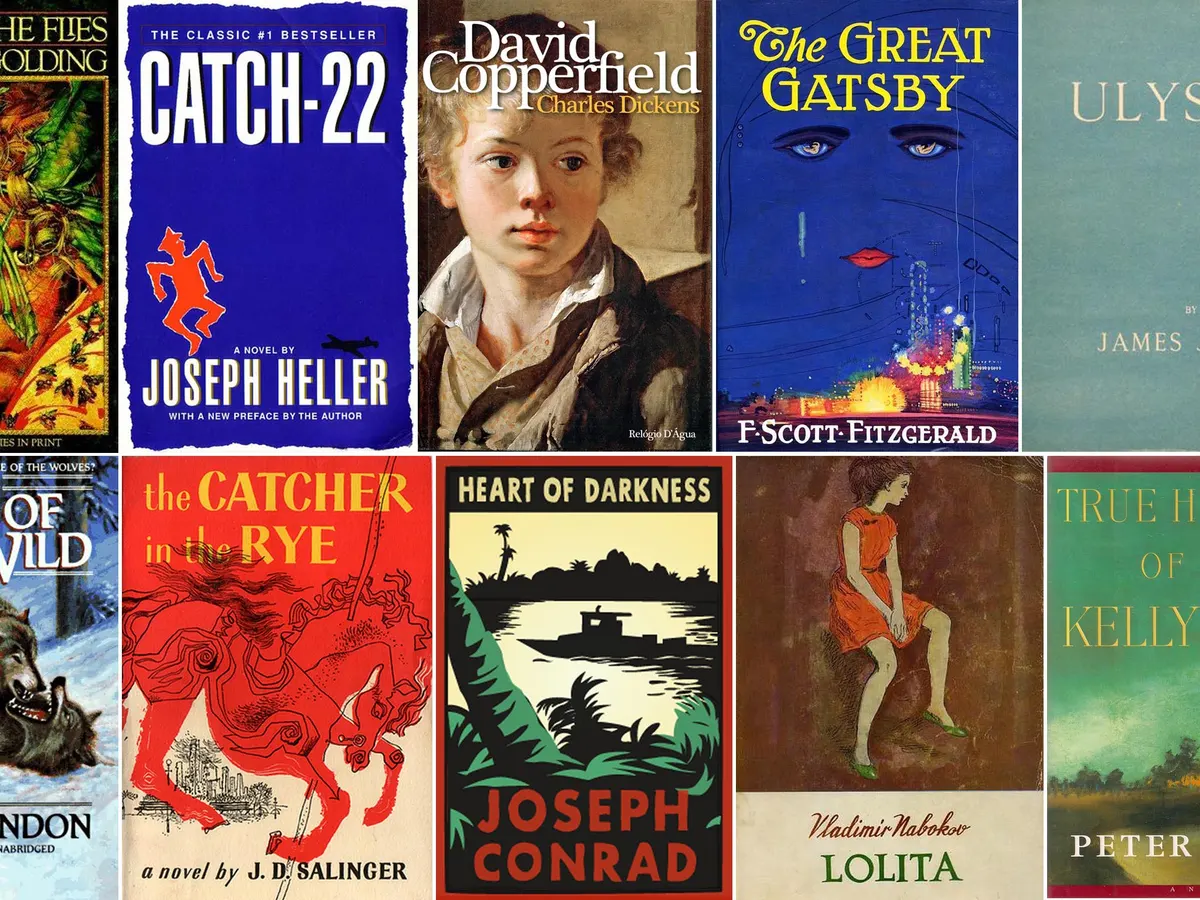 HE FLIES
GOLDING
IES IN PRINT
THE CLASSIC #1 BESTSELLER
CATCH-22
A NOVEL BY
JOSEPH HELLER
WITH A NEW PREFACE BY THE AUTHOR
David
Copperfield
Charles Dickens
Relógio D'Água
The GREAT
GATSBY
F·SCOTT·FITZGERALD
ULYS
BY
JAMES J
E OF THE WOLVES?
OF
WILD
NDON
NABRIDGED
the CATCHER
in the RYE
a novel by J. D. SALINGER
HEART OF DARKNESS
JOSEPH
CONRAD
Vladimir Nabokov
LOLITA
TRUE H
OF
KELLY
PETER
A N